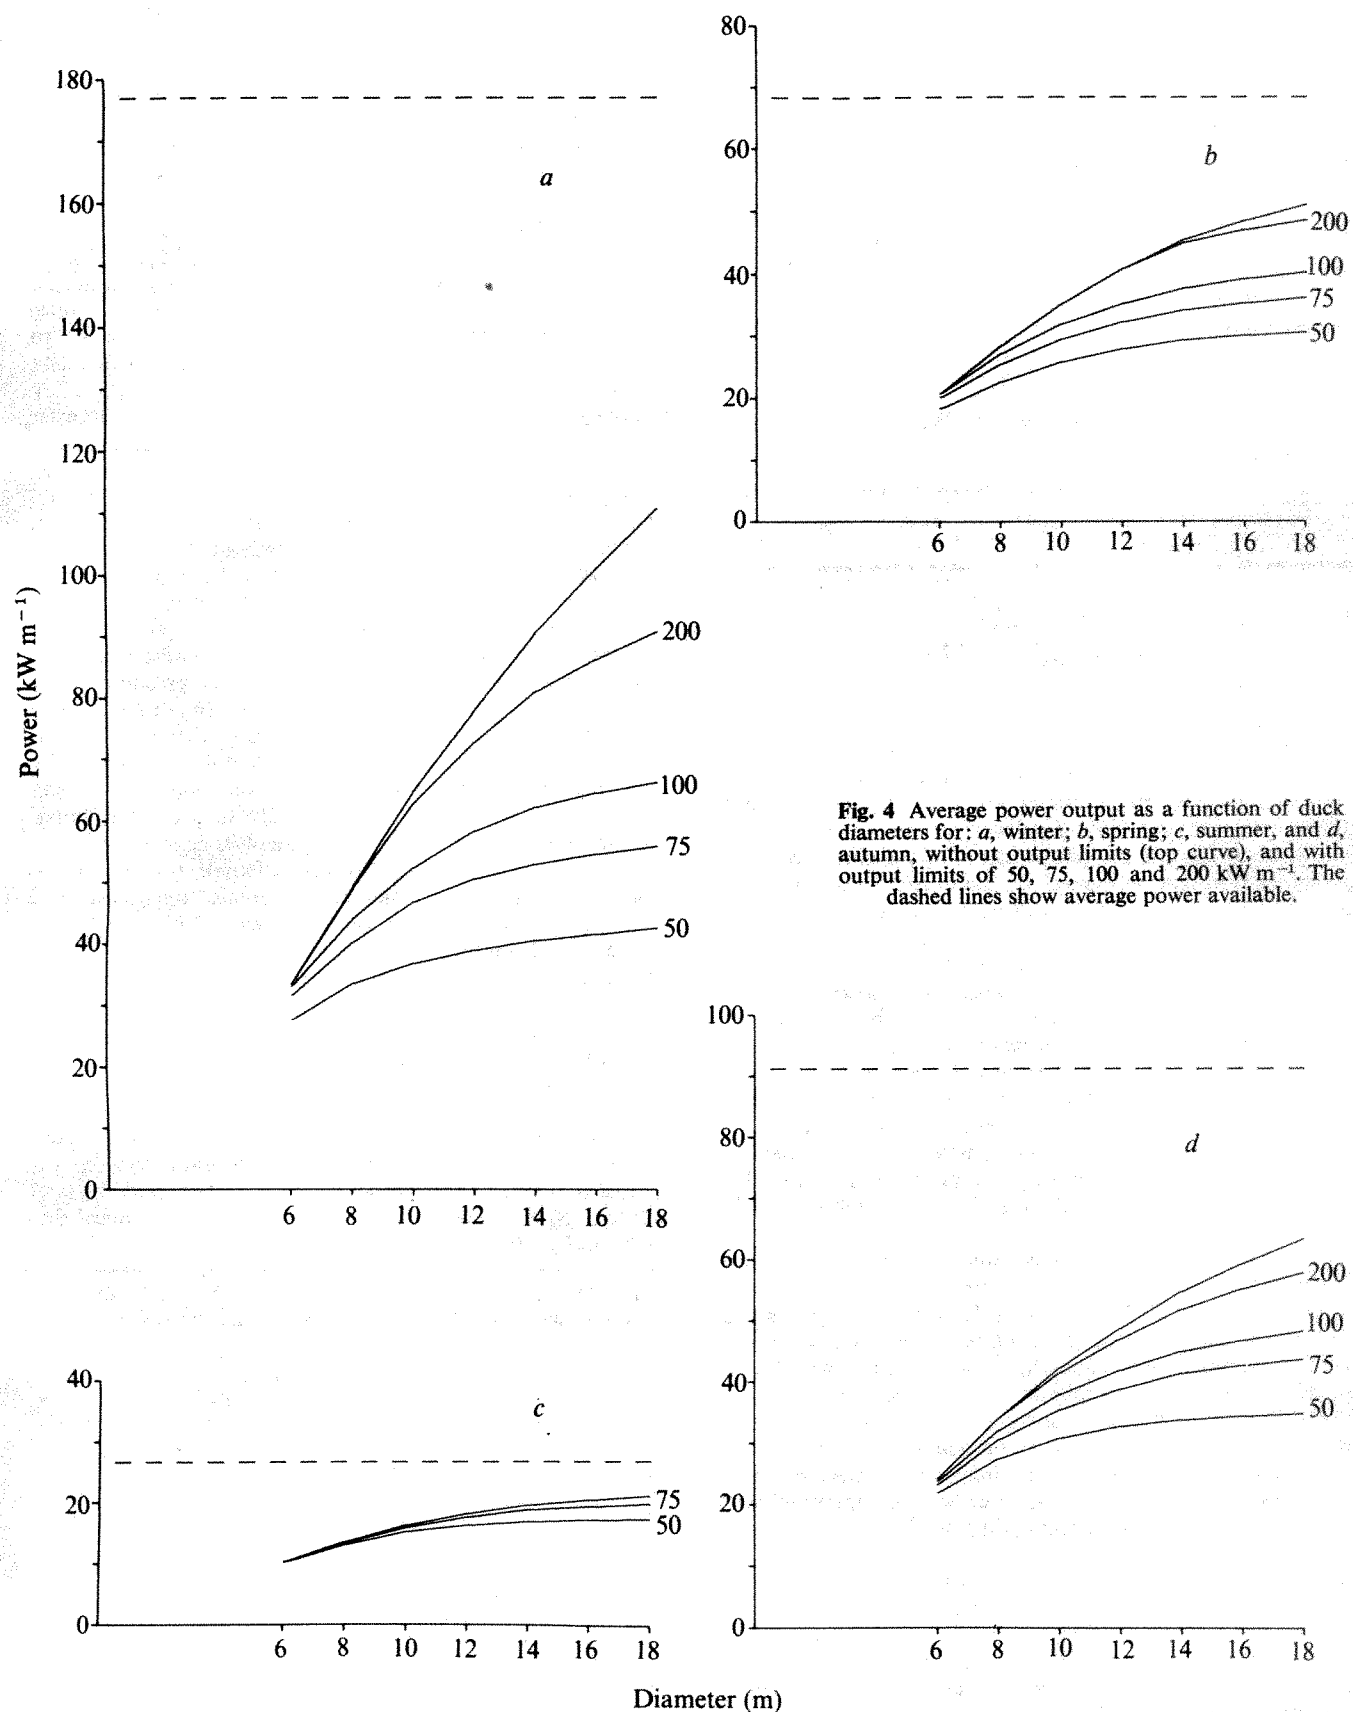 180
160
140
120
100
80
60
40
20
0
Power (kW m⁻¹)
a
200
100
75
50
6 8 10 12 14 16 18
80
60
40
20
0
b
200
100
75
50
6 8 10 12 14 16 18
Fig. 4 Average power output as a function of duck
diameters for: a, winter; b, spring; c, summer, and d,
autumn, without output limits (top curve), and with
output limits of 50, 75, 100 and 200 kW m⁻¹. The
dashed lines show average power available.
40
20
0
c
75
50
6 8 10 12 14 16 18
100
80
60
40
20
0
d
200
100
75
50
6 8 10 12 14 16 18
Diameter (m)